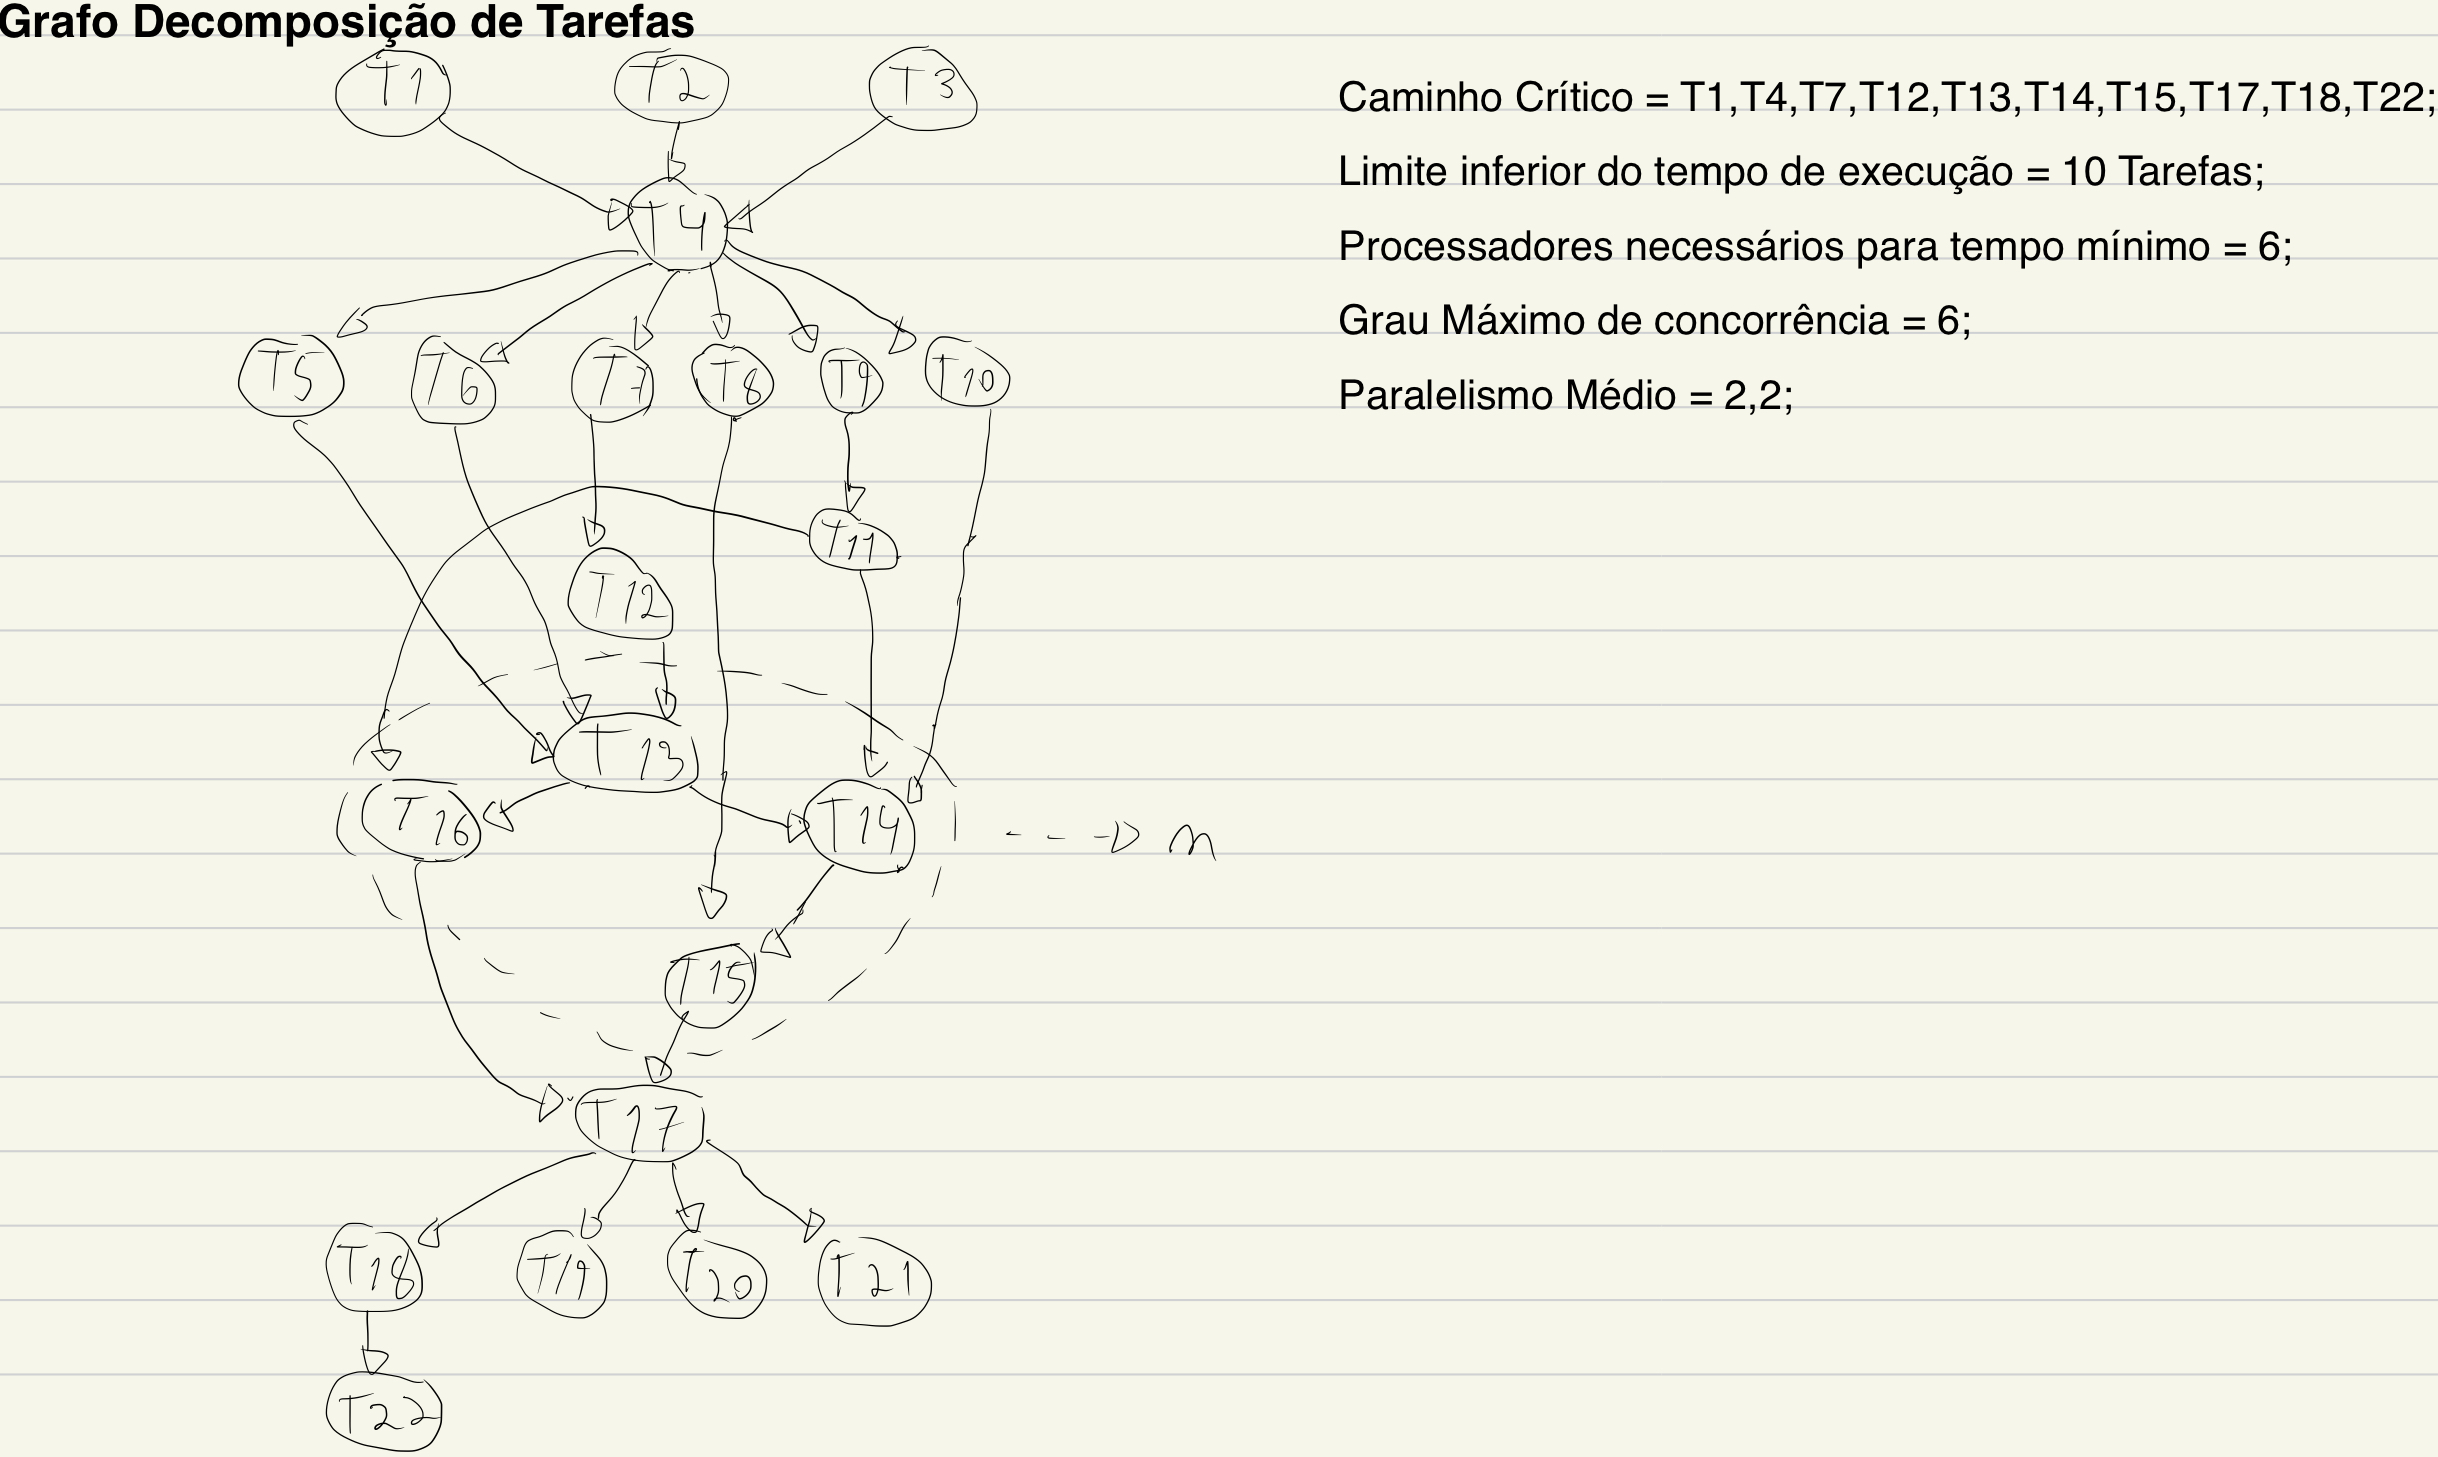 Grafo Decomposição de Tarefas
Caminho Crítico = T1,T4,T7,T12,T13,T14,T15,T17,T18,T22;
Limite inferior do tempo de execução = 10 Tarefas;
Processadores necessários para tempo mínimo = 6;
Grau Máximo de concorrência = 6;
Paralelismo Médio = 2,2;
T1 T2 T3
T4
T5 T6 T7 T8 T9 T10
T11
T12
T13
T16 T14 n
T15
T17
T18 T19 T20 T21
T22